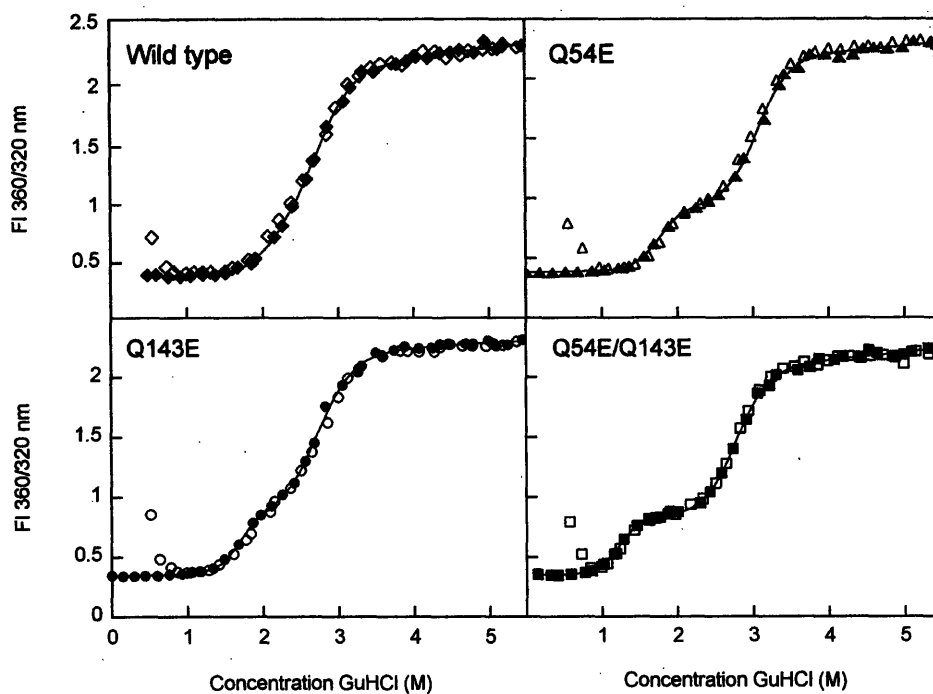 Wild type
Q54E
FI 360/320 nm
2.5
2
1.5
1
0.5
0
Q143E
Q54E/Q143E
FI 360/320 nm
2
1.5
1
0.5
0
0 1 2 3 4 5
1 2 3 4 5
Concentration GuHCl (M)
Concentration GuHCl (M)